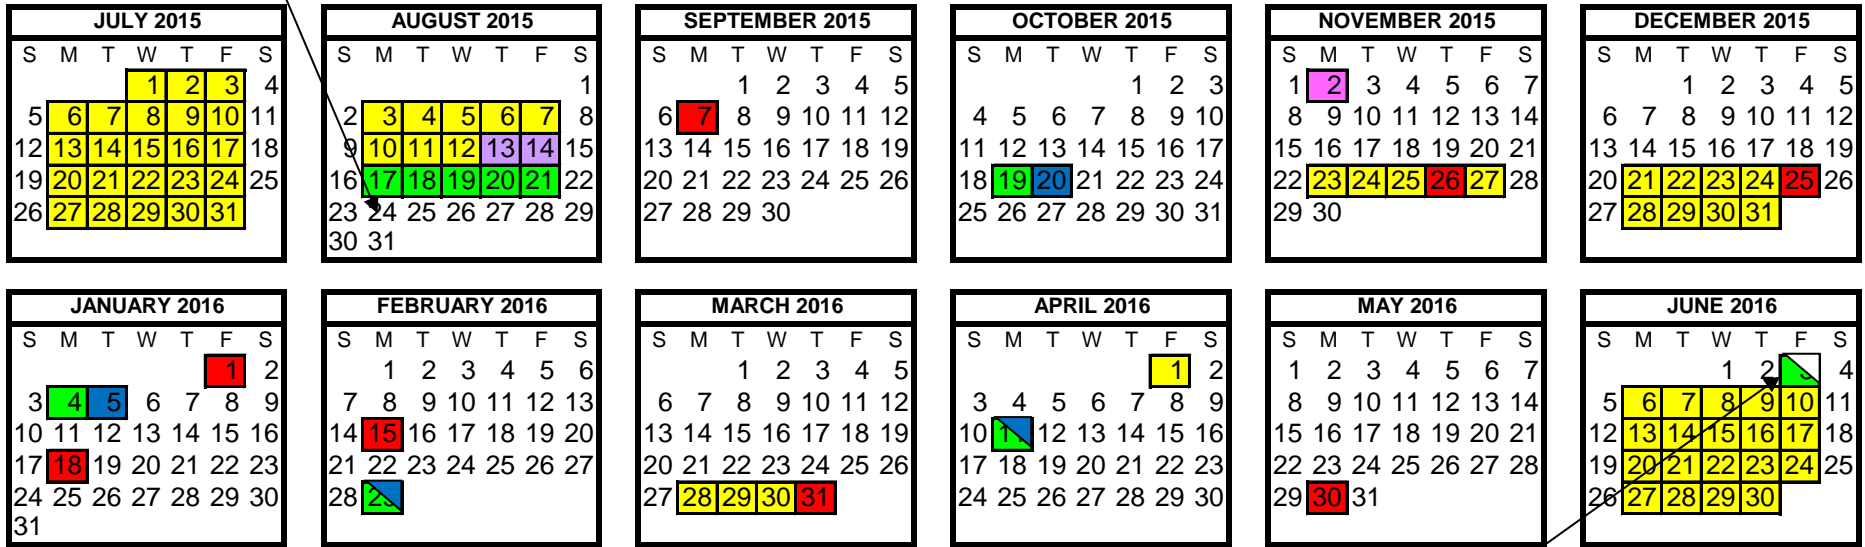 JULY 2015
S M T W T F S
1 2 3 4
5 6 7 8 9 10 11
12 13 14 15 16 17 18
19 20 21 22 23 24 25
26 27 28 29 30 31
AUGUST 2015
S M T W T F S
1
2 3 4 5 6 7 8
9 10 11 12 13 14 15
16 17 18 19 20 21 22
23 24 25 26 27 28 29
30 31
SEPTEMBER 2015
S M T W T F S
1 2 3 4 5
6 7 8 9 10 11 12
13 14 15 16 17 18 19
20 21 22 23 24 25 26
27 28 29 30
OCTOBER 2015
S M T W T F S
1 2 3
4 5 6 7 8 9 10
11 12 13 14 15 16 17
18 19 20 21 22 23 24
25 26 27 28 29 30 31
NOVEMBER 2015
S M T W T F S
1 2 3 4 5 6 7
8 9 10 11 12 13 14
15 16 17 18 19 20 21
22 23 24 25 26 27 28
29 30
DECEMBER 2015
S M T W T F S
1 2 3 4 5
6 7 8 9 10 11 12
13 14 15 16 17 18 19
20 21 22 23 24 25 26
27 28 29 30 31
JANUARY 2016
S M T W T F S
1 2
3 4 5 6 7 8 9
10 11 12 13 14 15 16
17 18 19 20 21 22 23
24 25 26 27 28 29 30
31
FEBRUARY 2016
S M T W T F S
1 2 3 4 5 6
7 8 9 10 11 12 13
14 15 16 17 18 19 20
21 22 23 24 25 26 27
28 29
MARCH 2016
S M T W T F S
1 2 3 4 5
6 7 8 9 10 11 12
13 14 15 16 17 18 19
20 21 22 23 24 25 26
27 28 29 30 31
APRIL 2016
S M T W T F S
1 2
3 4 5 6 7 8 9
10 11 12 13 14 15 16
17 18 19 20 21 22 23
24 25 26 27 28 29 30
MAY 2016
S M T W T F S
1 2 3 4 5 6 7
8 9 10 11 12 13 14
15 16 17 18 19 20 21
22 23 24 25 26 27 28
29 30 31
JUNE 2016
S M T W T F S
1 2 3 4
5 6 7 8 9 10 11
12 13 14 15 16 17 18
19 20 21 22 23 24 25
26 27 28 29 30